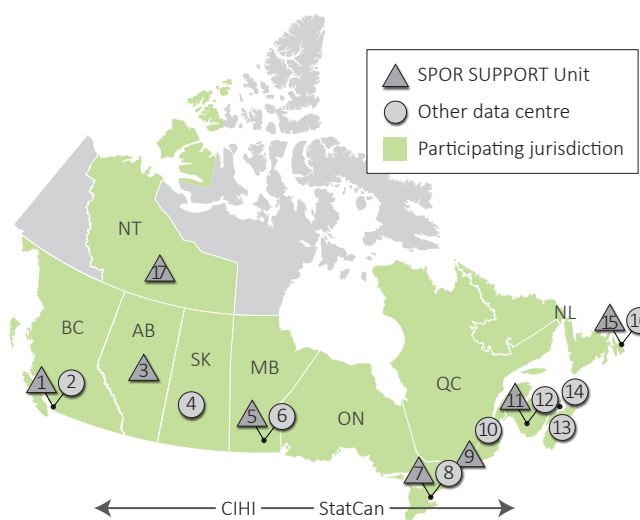 SPOR SUPPORT Unit
Other data centre
Participating jurisdiction
NT
17
NL
15
BC
AB
SK
MB
ON
QC
1
2
3
4
5
6
7
8
9
10
11
12
13
14
CIHI
StatCan